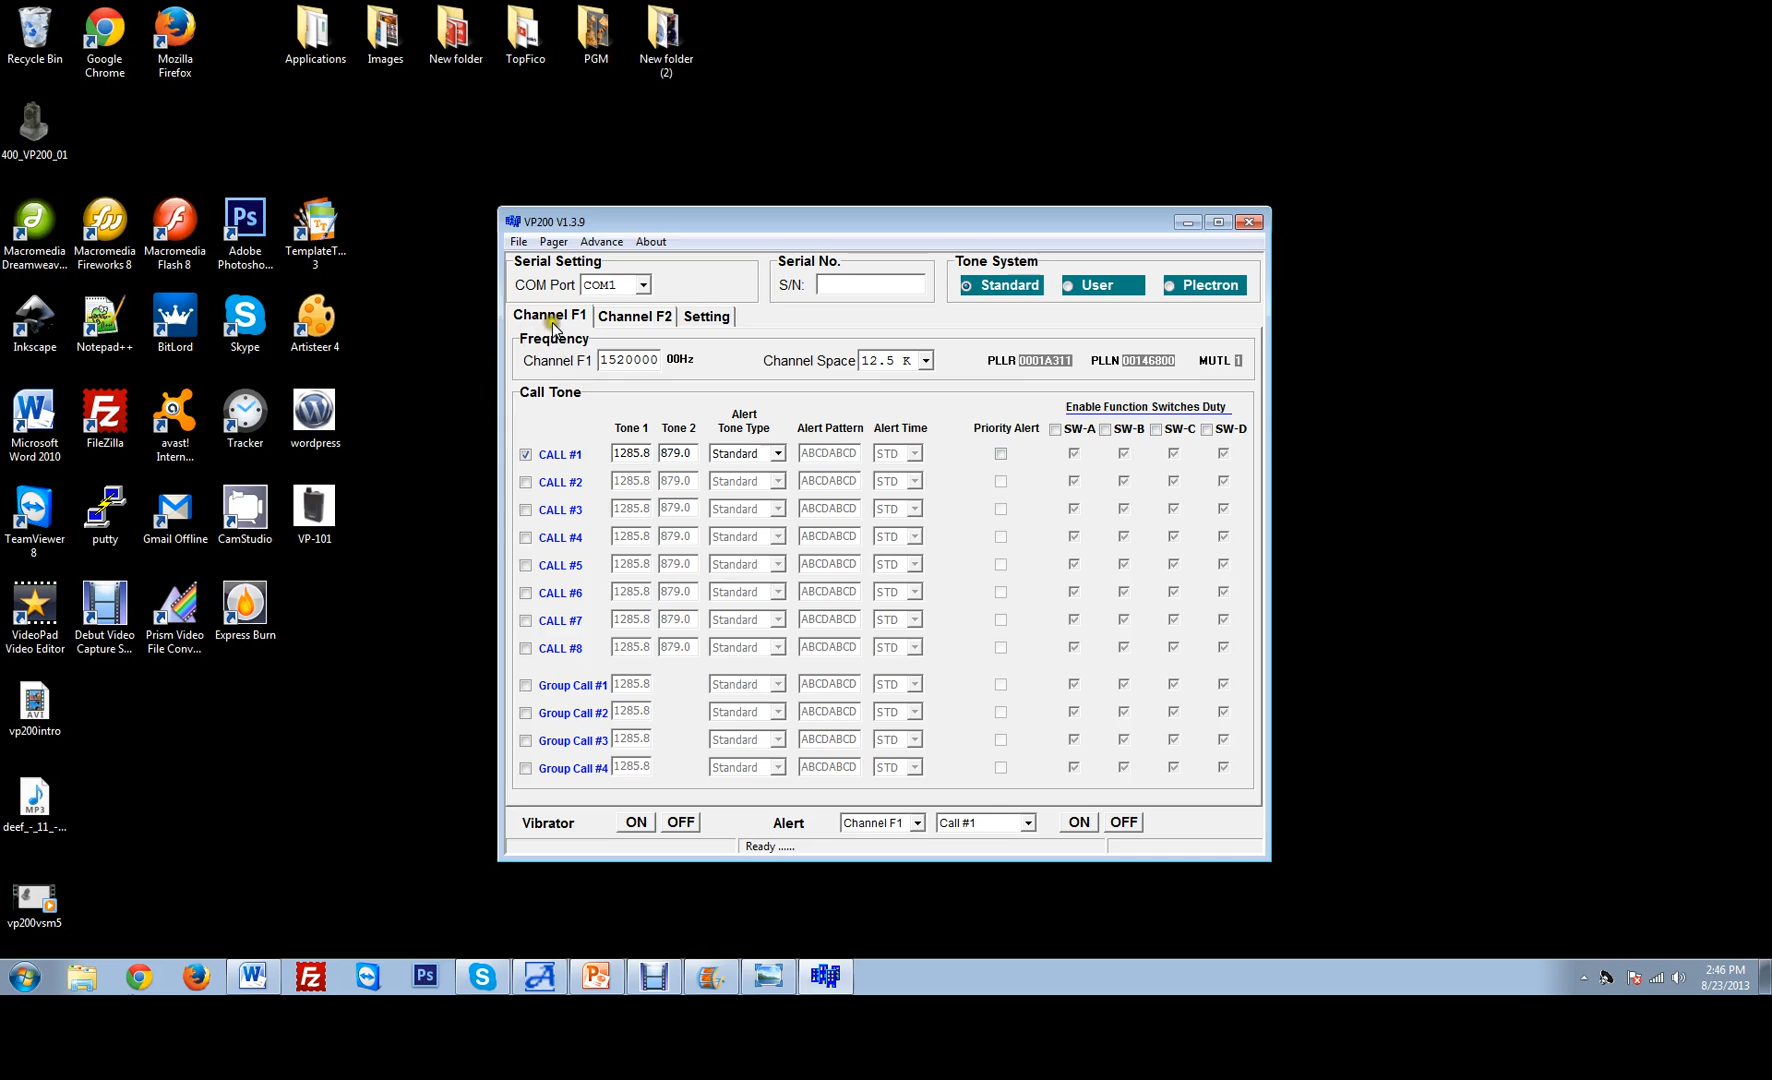 Recycle Bin
Google Chrome
Mozilla Firefox
Applications
Images
New folder
TopFico
PGM
New folder (2)
400_VP200_01
Macromedia Dreamweav...
Macromedia Fireworks 8
Macromedia Flash 8
Adobe Photosho...
TemplateT... 3
Inkscape
Notepad++
BitLord
Skype
Artisteer 4
Microsoft Word 2010
FileZilla
avast! Intern...
Tracker
wordpress
TeamViewer 8
putty
Gmail Offline
CamStudio
VP-101
VideoPad Video Editor
Debut Video Capture S...
Prism Video File Conv...
Express Burn
vp200intro
deef_-_11_-...
vp200vsm5
VP200 V1.3.9
File Pager Advance About
Serial Setting
COM Port COM1
Serial No.
S/N:
Tone System
Standard User Plectron
Channel F1 Channel F2 Setting
Frequency
Channel F1 1520000 00Hz Channel Space 12.5 K PLLR 0001A311 PLLN 00146800 MUTL 1
Call Tone
Enable Function Switches Duty
Tone 1 Tone 2 Alert Tone Type Alert Pattern Alert Time Priority Alert SW-A SW-B SW-C SW-D
CALL #1 1285.8 879.0 Standard ABCDABCD STD
CALL #2 1285.8 879.0 Standard ABCDABCD STD
CALL #3 1285.8 879.0 Standard ABCDABCD STD
CALL #4 1285.8 879.0 Standard ABCDABCD STD
CALL #5 1285.8 879.0 Standard ABCDABCD STD
CALL #6 1285.8 879.0 Standard ABCDABCD STD
CALL #7 1285.8 879.0 Standard ABCDABCD STD
CALL #8 1285.8 879.0 Standard ABCDABCD STD
Group Call #1 1285.8 Standard ABCDABCD STD
Group Call #2 1285.8 Standard ABCDABCD STD
Group Call #3 1285.8 Standard ABCDABCD STD
Group Call #4 1285.8 Standard ABCDABCD STD
Vibrator ON OFF Alert Channel F1 Call #1 ON OFF
Ready ......
2:46 PM
8/23/2013